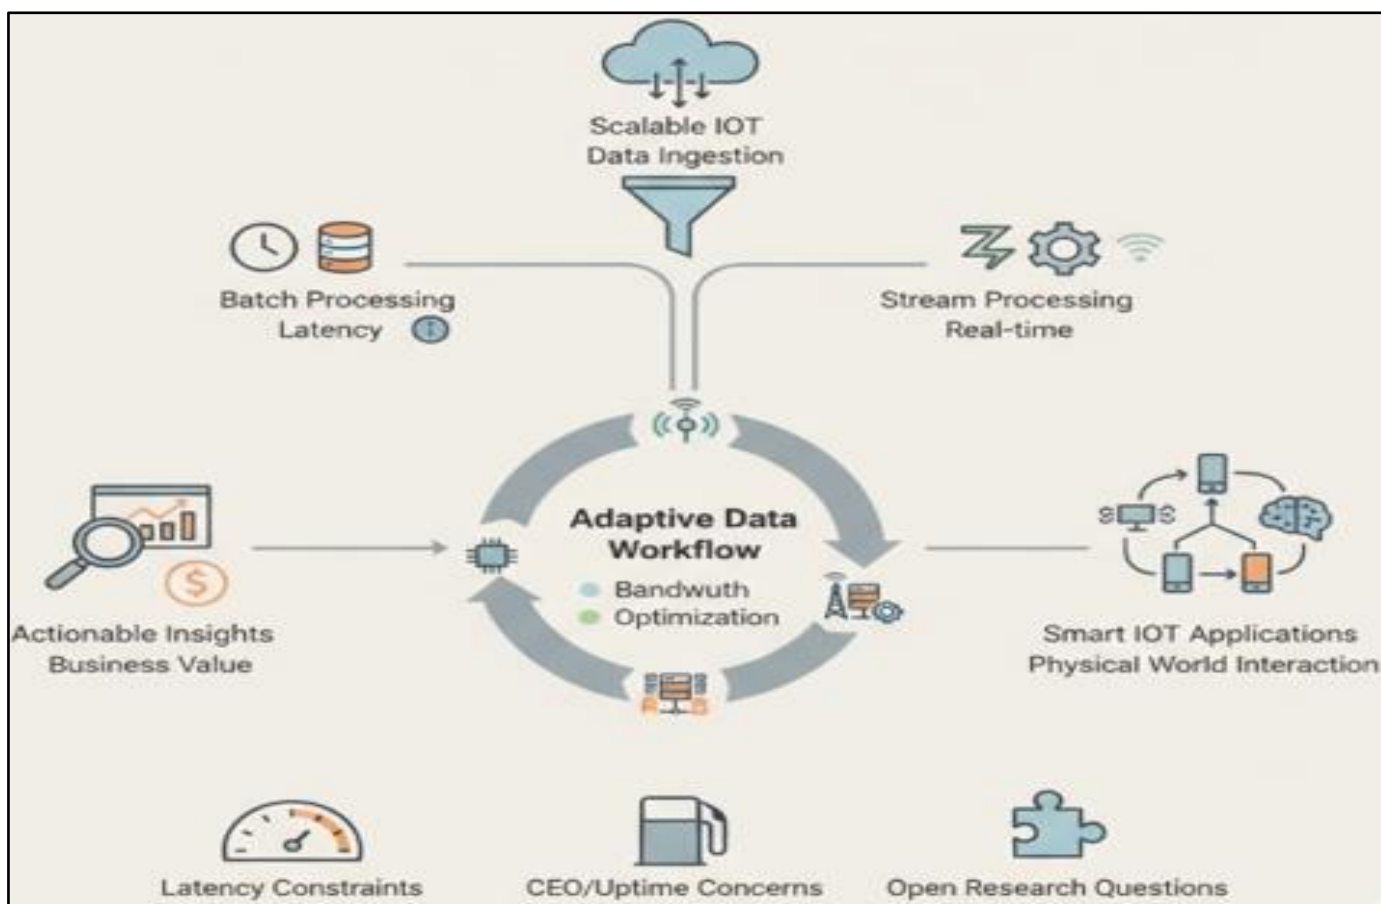 Scalable IOT
Data Ingestion
Batch Processing
Latency
Stream Processing
Real-time
Adaptive Data
Workflow
Bandwuth
Optimization
Actionable Insights
Business Value
$
Smart IOT Applications
Physical World Interaction
Latency Constraints
CEO/Uptime Concerns
Open Research Questions